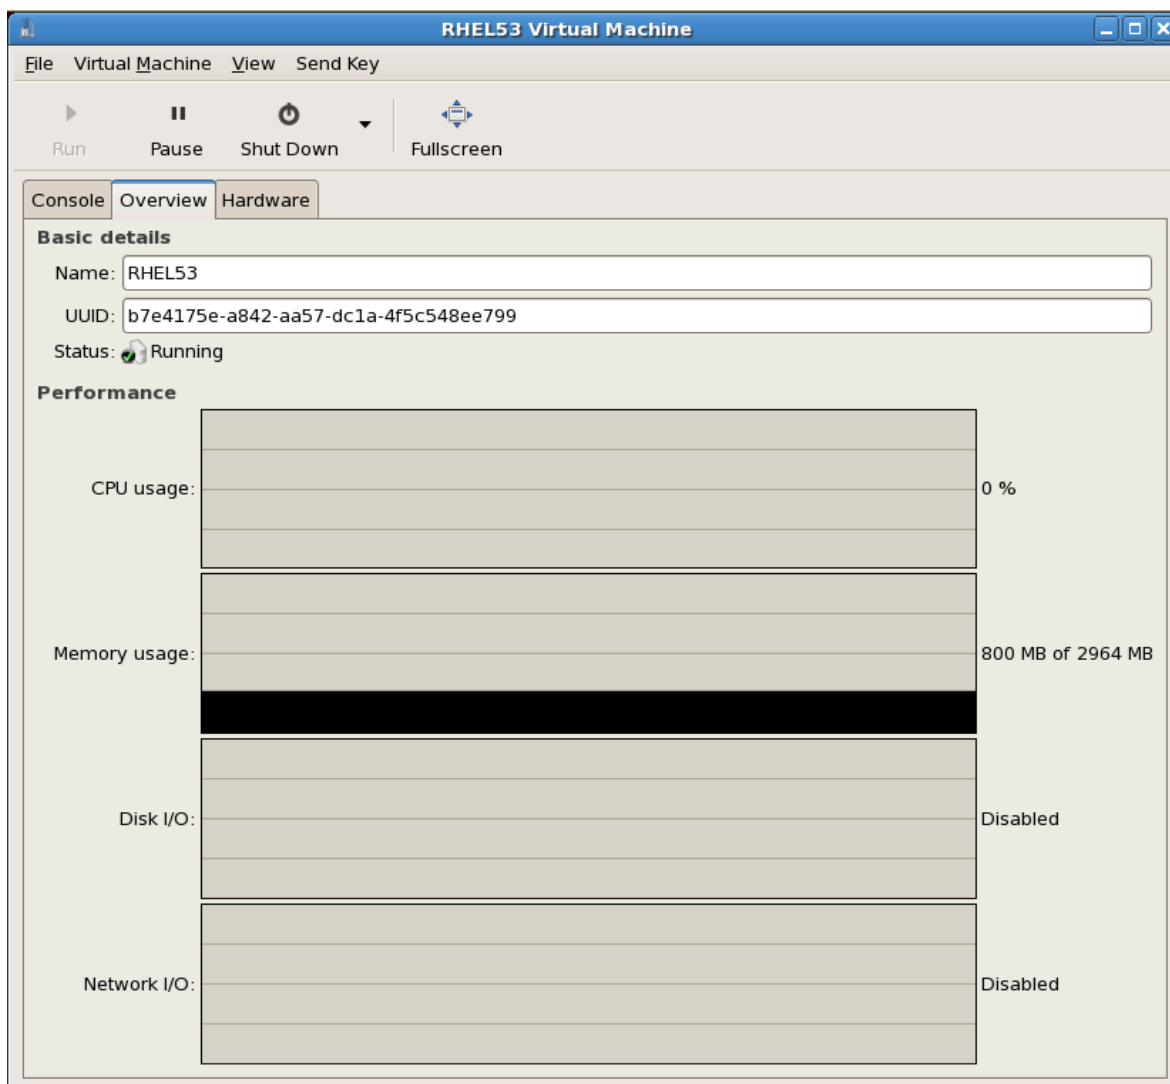 RHEL53 Virtual Machine
File Virtual Machine View Send Key
Run Pause Shut Down Fullscreen
Console Overview Hardware
Basic details
Name: RHEL53
UUID: b7e4175e-a842-aa57-dc1a-4f5c548ee799
Status: Running
Performance
CPU usage: 0 %
Memory usage: 800 MB of 2964 MB
Disk I/O: Disabled
Network I/O: Disabled